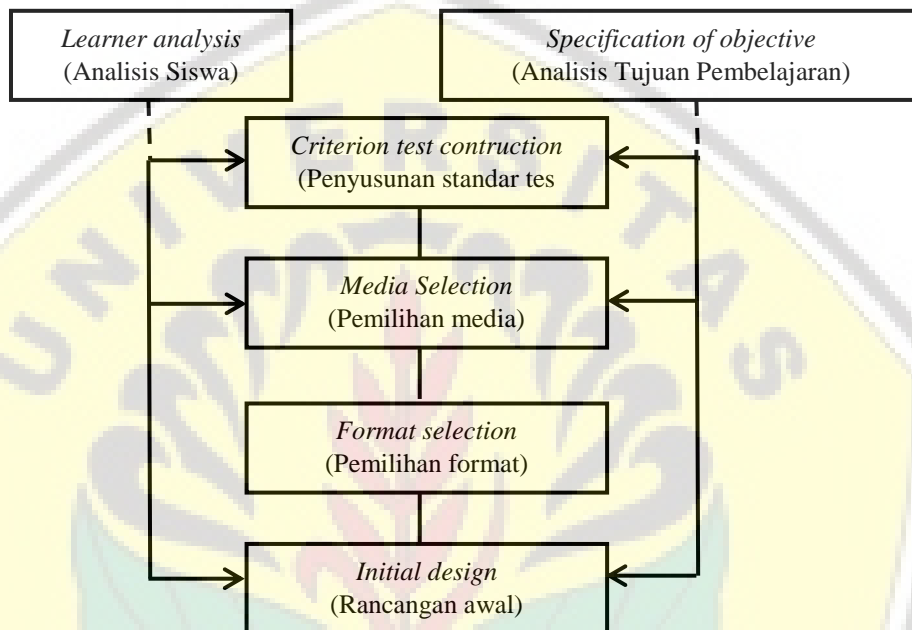 Learner analysis
(Analisis Siswa)
Specification of objective
(Analisis Tujuan Pembelajaran)
Criterion test contruction
(Penyusunan standar tes
Media Selection
(Pemilihan media)
Format selection
(Pemilihan format)
Initial design
(Rancangan awal)
UNIVERSITAS